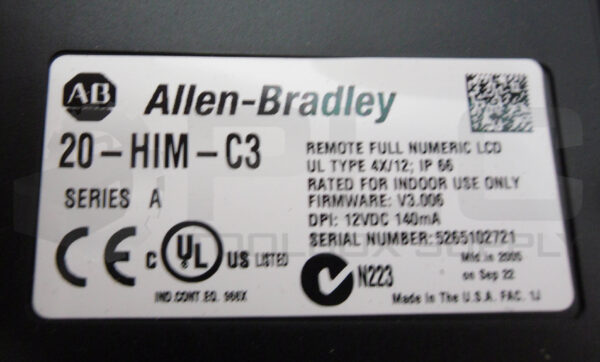 AB Allen-Bradley
20-HIM-C3
SERIES A
REMOTE FULL NUMERIC LCD
UL TYPE 4X/12; IP 66
RATED FOR INDOOR USE ONLY
FIRMWARE: V3.006
DPI: 12VDC 140mA
SERIAL NUMBER: 5265102721
Mfd. in 2005
on Sep 22
CE C UL US LISTED
IND.CONT.EQ. 966X
N223
Made in The U.S.A. FAC. 1J
PLC
SUPPLY